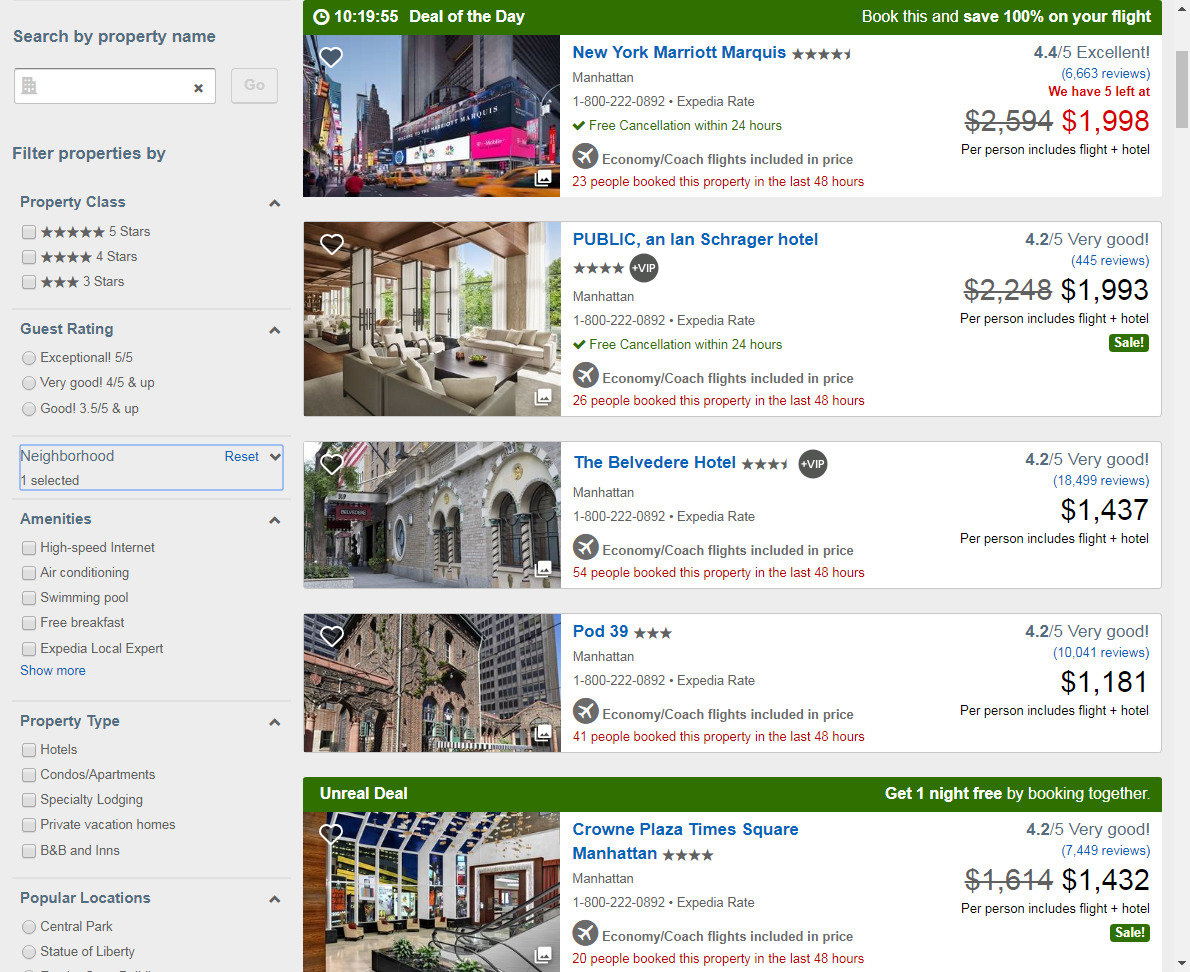 Search by property name
Go
Filter properties by
Property Class
5 Stars
4 Stars
3 Stars
Guest Rating
Exceptional! 5/5
Very good! 4/5 & up
Good! 3.5/5 & up
Neighborhood Reset
1 selected
Amenities
High-speed Internet
Air conditioning
Swimming pool
Free breakfast
Expedia Local Expert
Show more
Property Type
Hotels
Condos/Apartments
Specialty Lodging
Private vacation homes
B&B and Inns
Popular Locations
Central Park
Statue of Liberty
10:19:55 Deal of the Day Book this and save 100% on your flight
New York Marriott Marquis 4.4/5 Excellent!
Manhattan (6,663 reviews)
We have 5 left at
1-800-222-0892 • Expedia Rate
$2,594 $1,998
Free Cancellation within 24 hours
Per person includes flight + hotel
Economy/Coach flights included in price
23 people booked this property in the last 48 hours
WELCOME TO THE MARRIOTT MARQUIS
T-Mobile
PUBLIC, an Ian Schrager hotel 4.2/5 Very good!
+VIP (445 reviews)
Manhattan $2,248 $1,993
1-800-222-0892 • Expedia Rate Per person includes flight + hotel
Free Cancellation within 24 hours Sale!
Economy/Coach flights included in price
26 people booked this property in the last 48 hours
The Belvedere Hotel +VIP 4.2/5 Very good!
(18,499 reviews)
Manhattan
1-800-222-0892 • Expedia Rate $1,437
Per person includes flight + hotel
Economy/Coach flights included in price
54 people booked this property in the last 48 hours
BELVEDERE
Pod 39 4.2/5 Very good!
Manhattan (10,041 reviews)
1-800-222-0892 • Expedia Rate $1,181
Economy/Coach flights included in price Per person includes flight + hotel
41 people booked this property in the last 48 hours
Unreal Deal Get 1 night free by booking together.
Crowne Plaza Times Square 4.2/5 Very good!
Manhattan (7,449 reviews)
Manhattan $1,614 $1,432
1-800-222-0892 • Expedia Rate Per person includes flight + hotel
Economy/Coach flights included in price Sale!
20 people booked this property in the last 48 hours